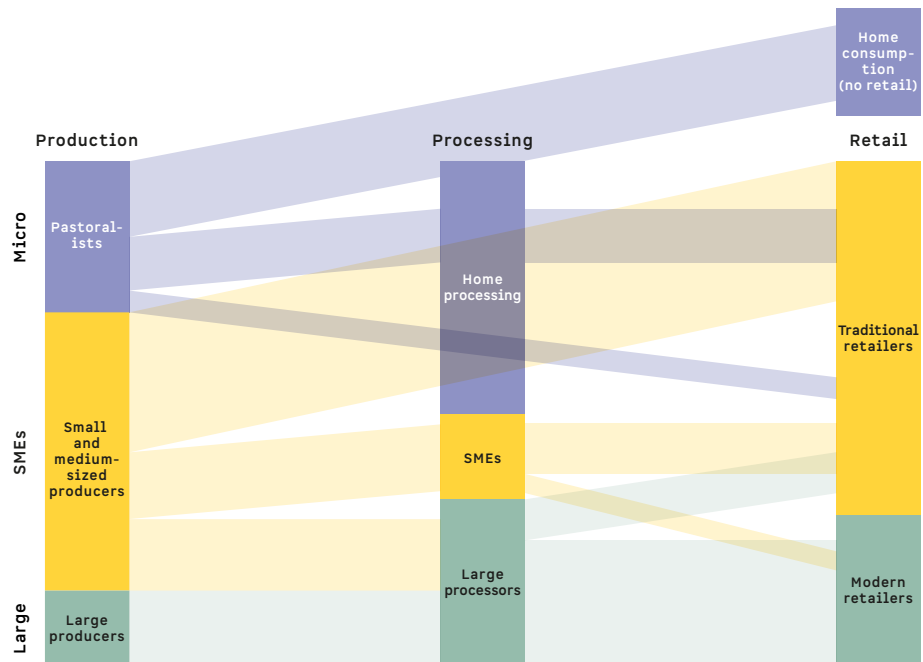 Home
consump-
tion
(no retail)
Production
Processing
Retail
Micro
Pastoral-
ists
Home
processing
Traditional
retailers
SMEs
Small
and
medium-
sized
producers
SMEs
Large
Large
producers
Large
processors
Modern
retailers